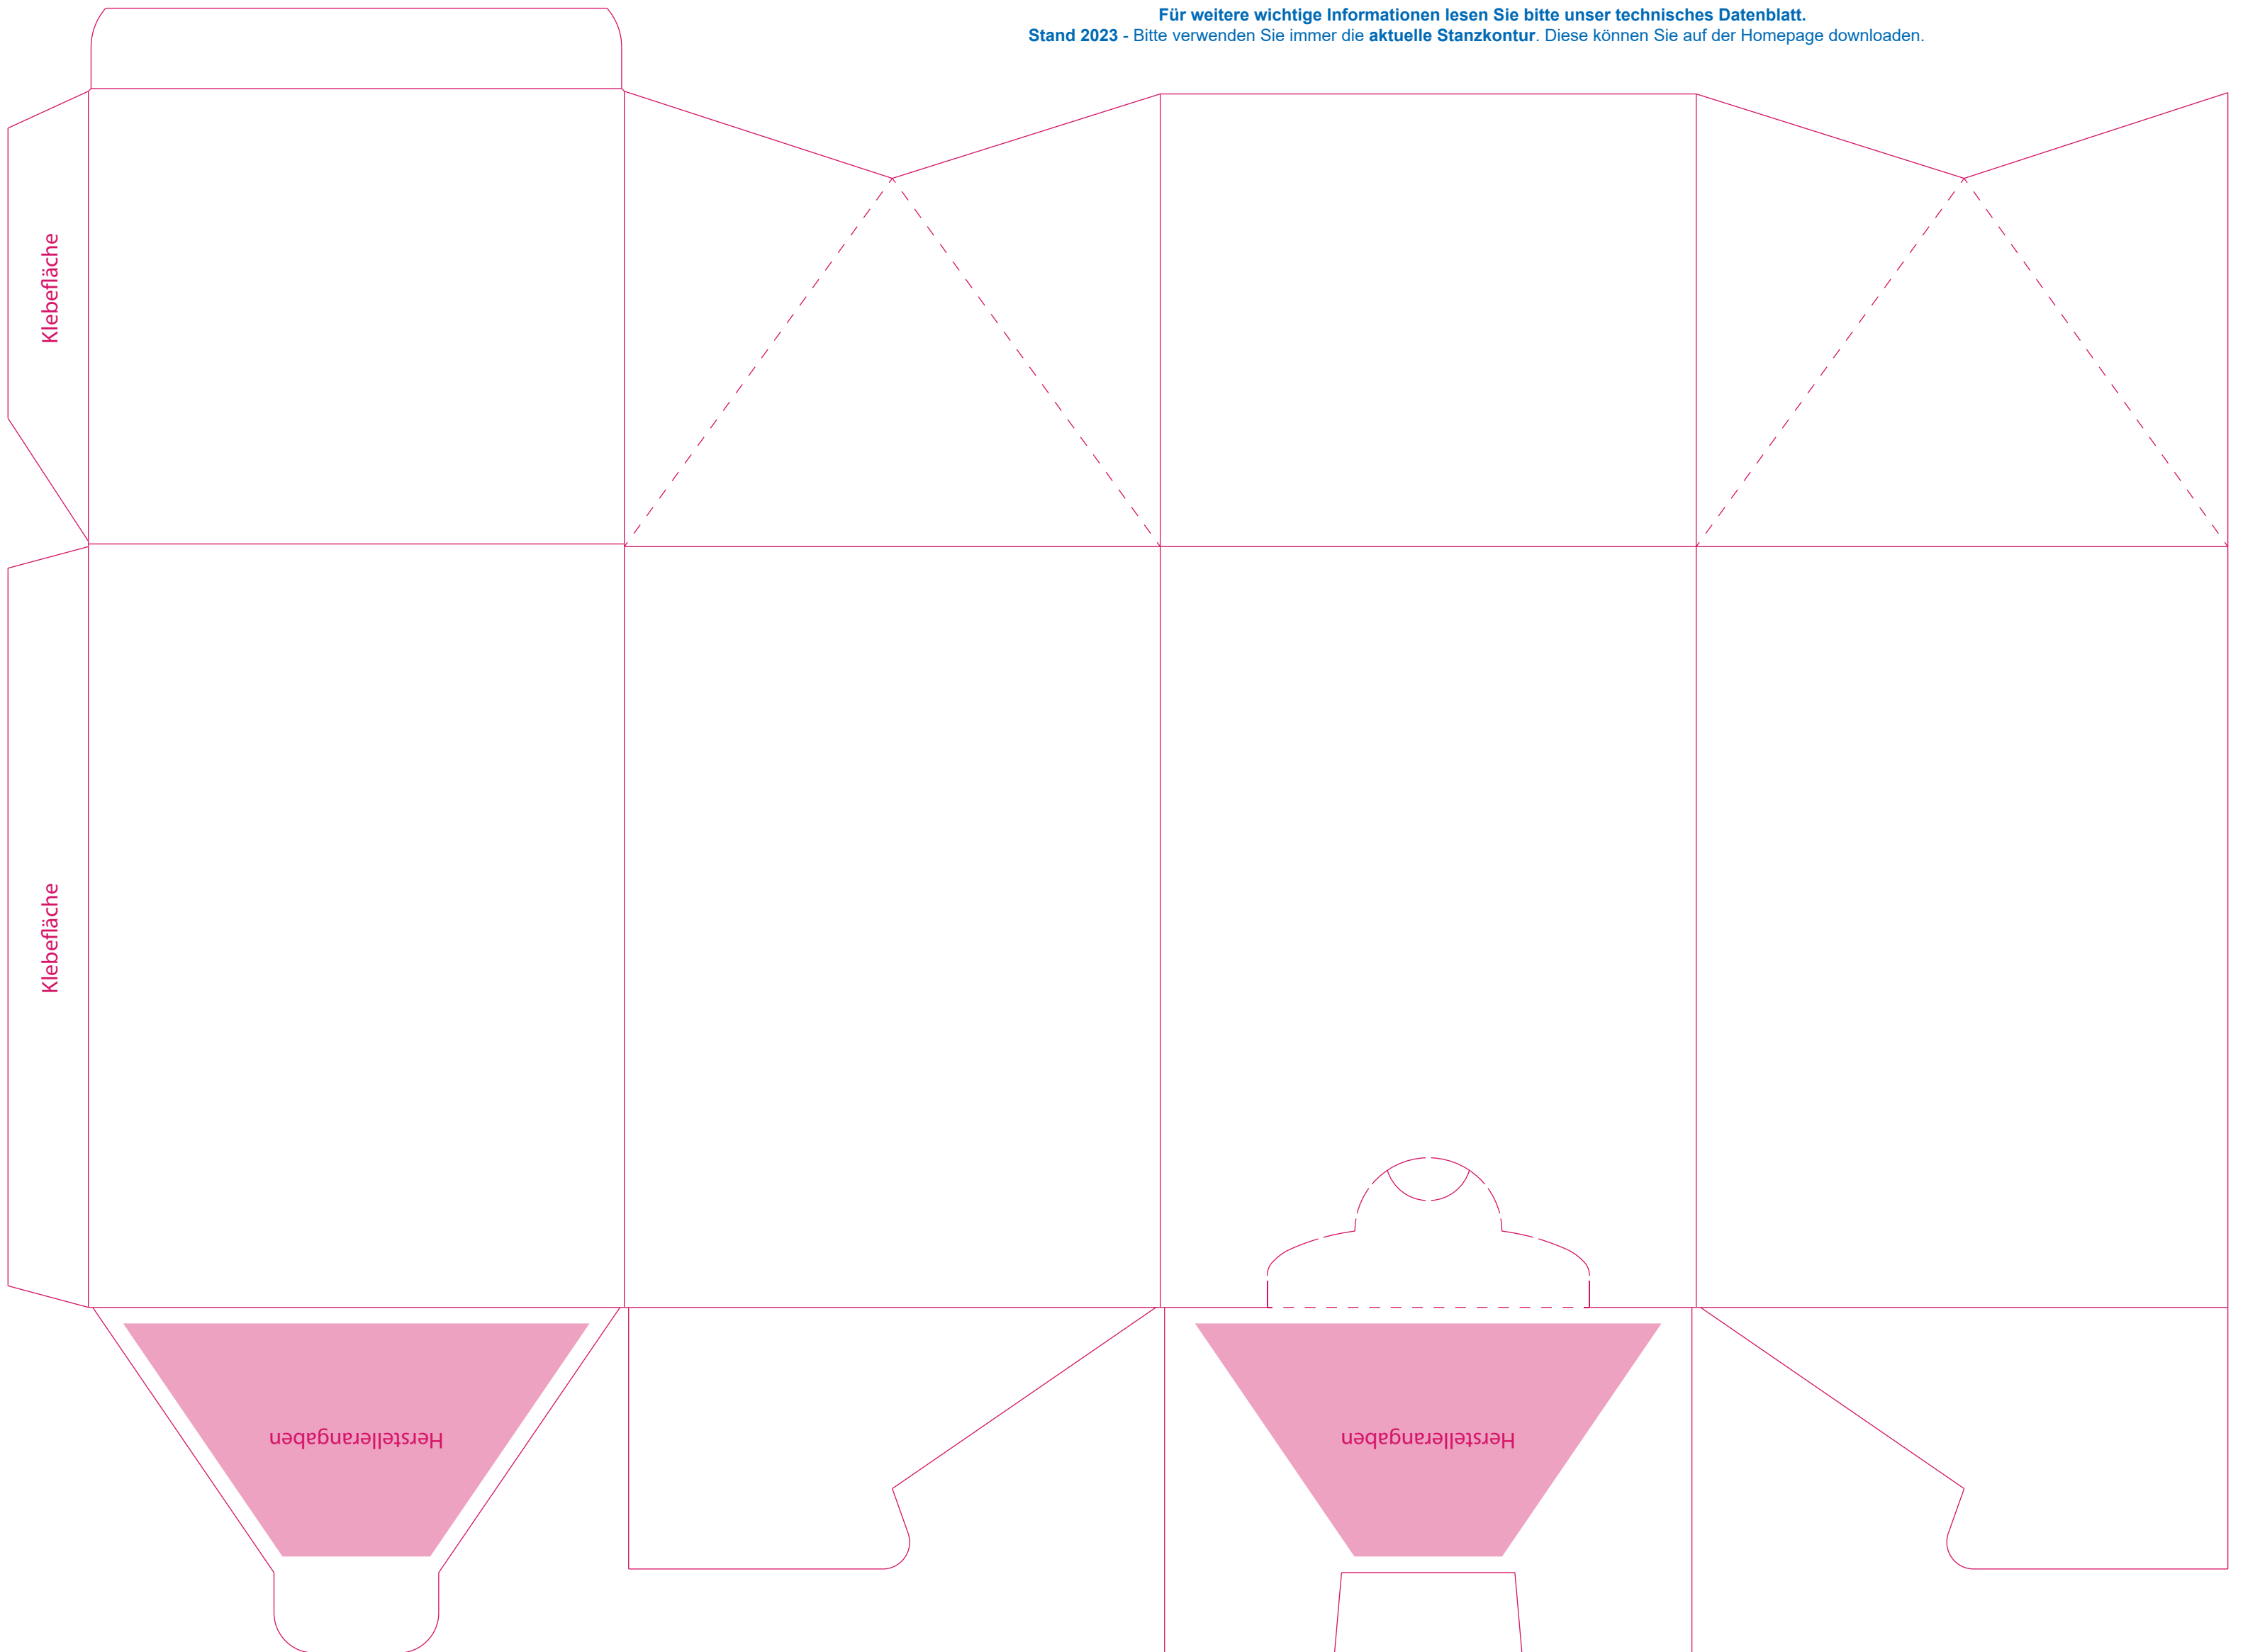 Für weitere wichtige Informationen lesen Sie bitte unser technisches Datenblatt.
Stand 2023 - Bitte verwenden Sie immer die aktuelle Stanzkontur. Diese können Sie auf der Homepage downloaden.
Klebefläche
Klebefläche
Herstellerangaben
Herstellerangaben